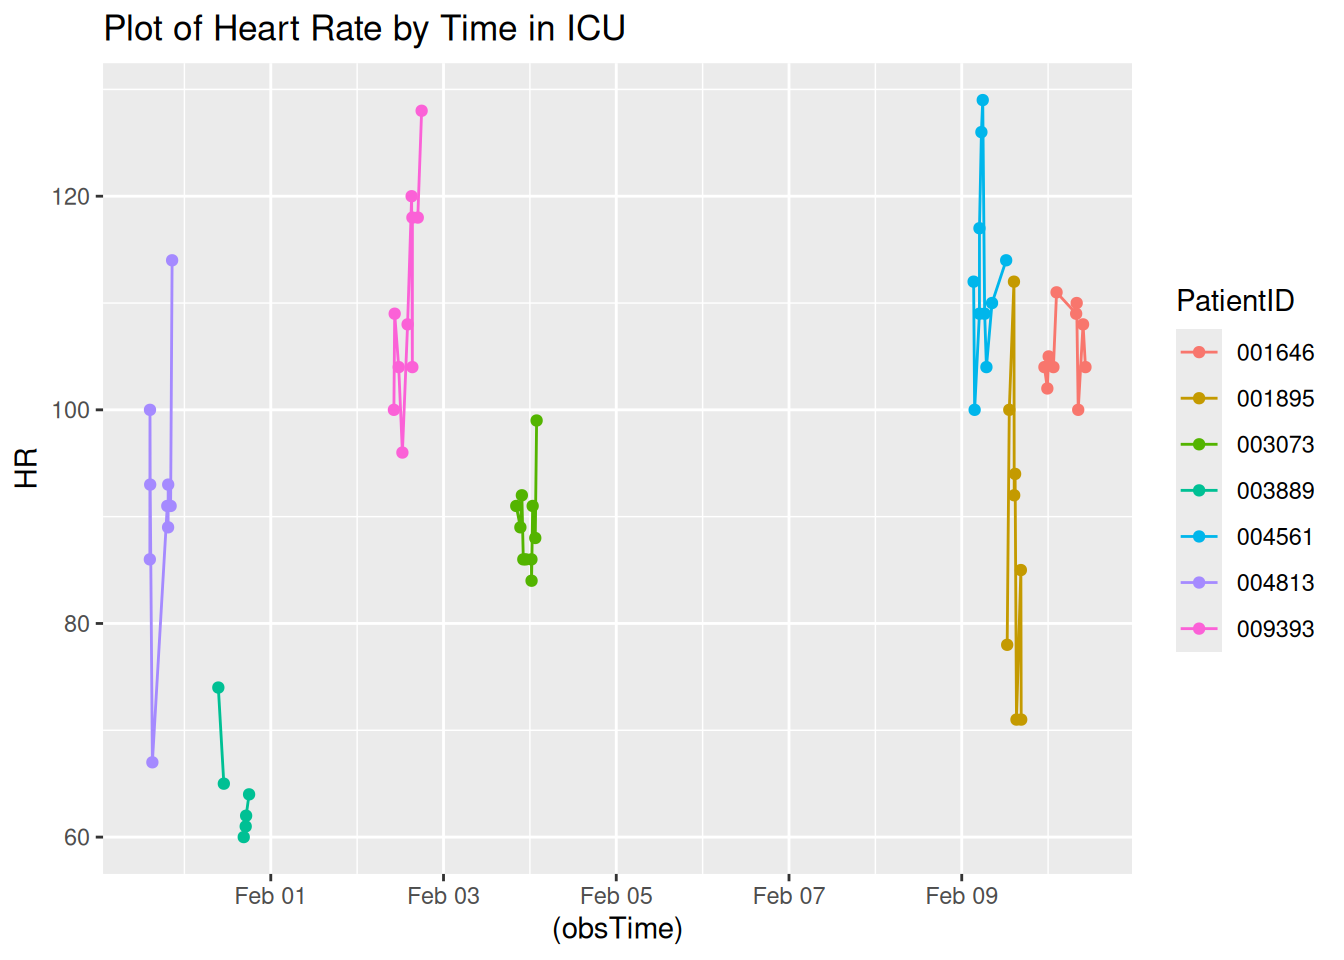 Plot of Heart Rate by Time in ICU
120
100
80
60
HR
Feb 01
Feb 03
Feb 05
Feb 07
Feb 09
(obsTime)
PatientID
001646
001895
003073
003889
004561
004813
009393